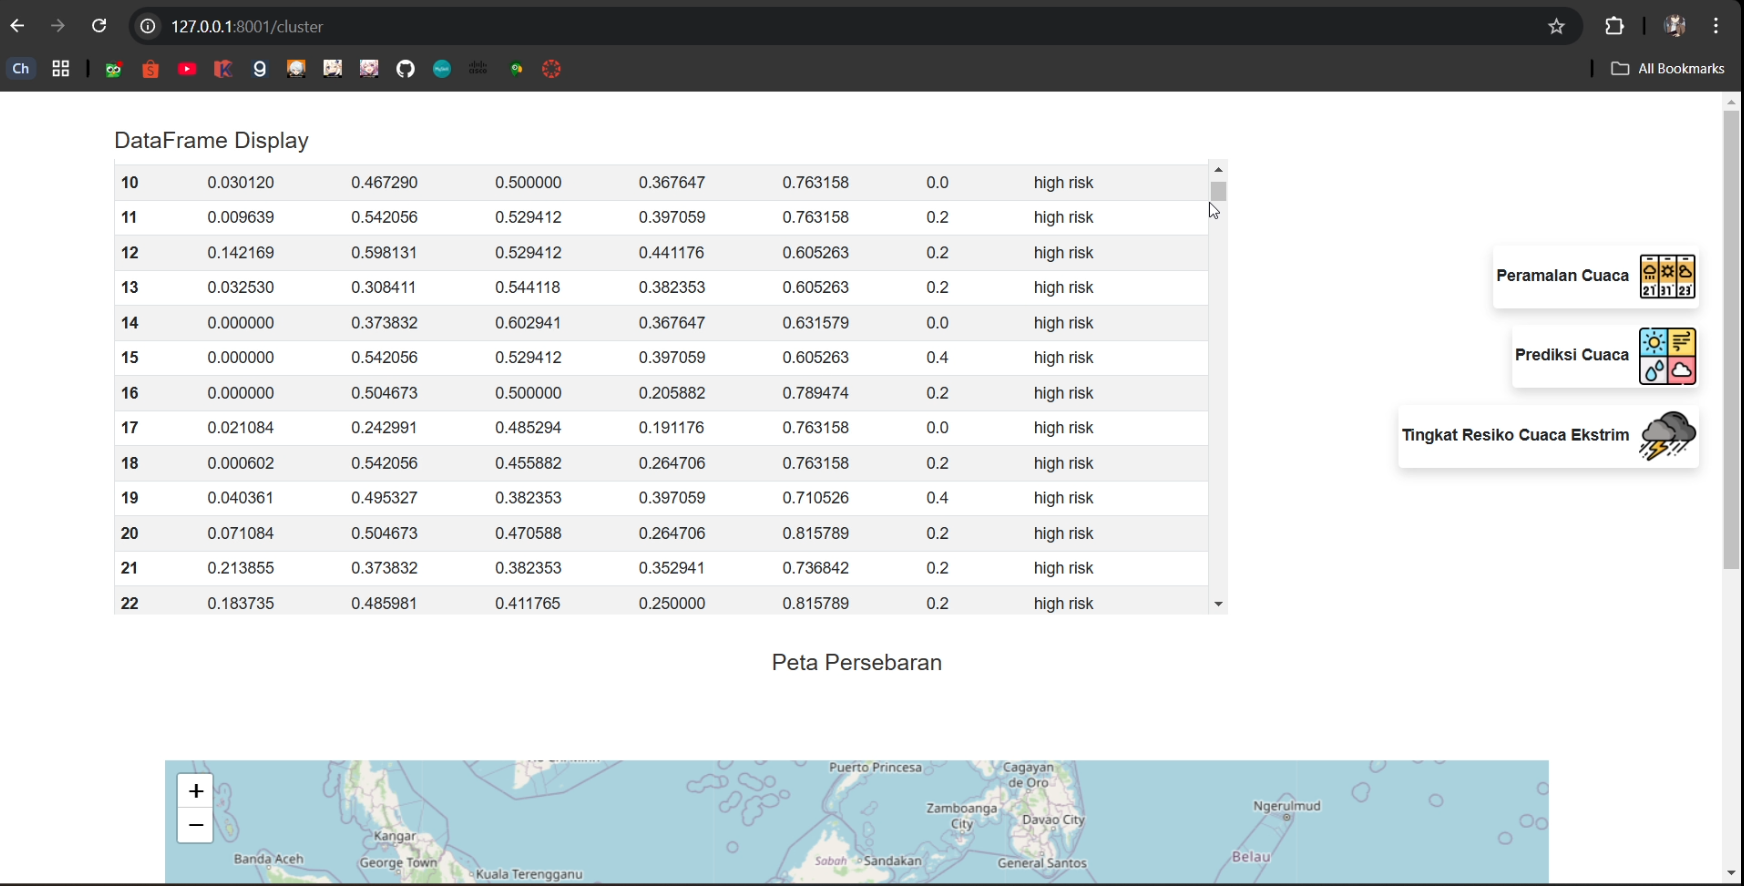 127.0.0.1:8001/cluster
Ch
All Bookmarks
DataFrame Display
10 0.030120 0.467290 0.500000 0.367647 0.763158 0.0 high risk
11 0.009639 0.542056 0.529412 0.397059 0.763158 0.2 high risk
12 0.142169 0.598131 0.529412 0.441176 0.605263 0.2 high risk
13 0.032530 0.308411 0.544118 0.382353 0.605263 0.2 high risk
14 0.000000 0.373832 0.602941 0.367647 0.631579 0.0 high risk
15 0.000000 0.542056 0.529412 0.397059 0.605263 0.4 high risk
16 0.000000 0.504673 0.500000 0.205882 0.789474 0.2 high risk
17 0.021084 0.242991 0.485294 0.191176 0.763158 0.0 high risk
18 0.000602 0.542056 0.455882 0.264706 0.763158 0.2 high risk
19 0.040361 0.495327 0.382353 0.397059 0.710526 0.4 high risk
20 0.071084 0.504673 0.470588 0.264706 0.815789 0.2 high risk
21 0.213855 0.373832 0.382353 0.352941 0.736842 0.2 high risk
22 0.183735 0.485981 0.411765 0.250000 0.815789 0.2 high risk
Peramalan Cuaca
21 31 23
Prediksi Cuaca
Tingkat Resiko Cuaca Ekstrim
Peta Persebaran
+
−
Puerto Princesa
Cagayan
de Oro
Zamboanga
City
Davao City
Ngerulmud
Kangar
Banda Aceh
George Town
Kuala Terengganu
Sabah
Sandakan
General Santos
Belau